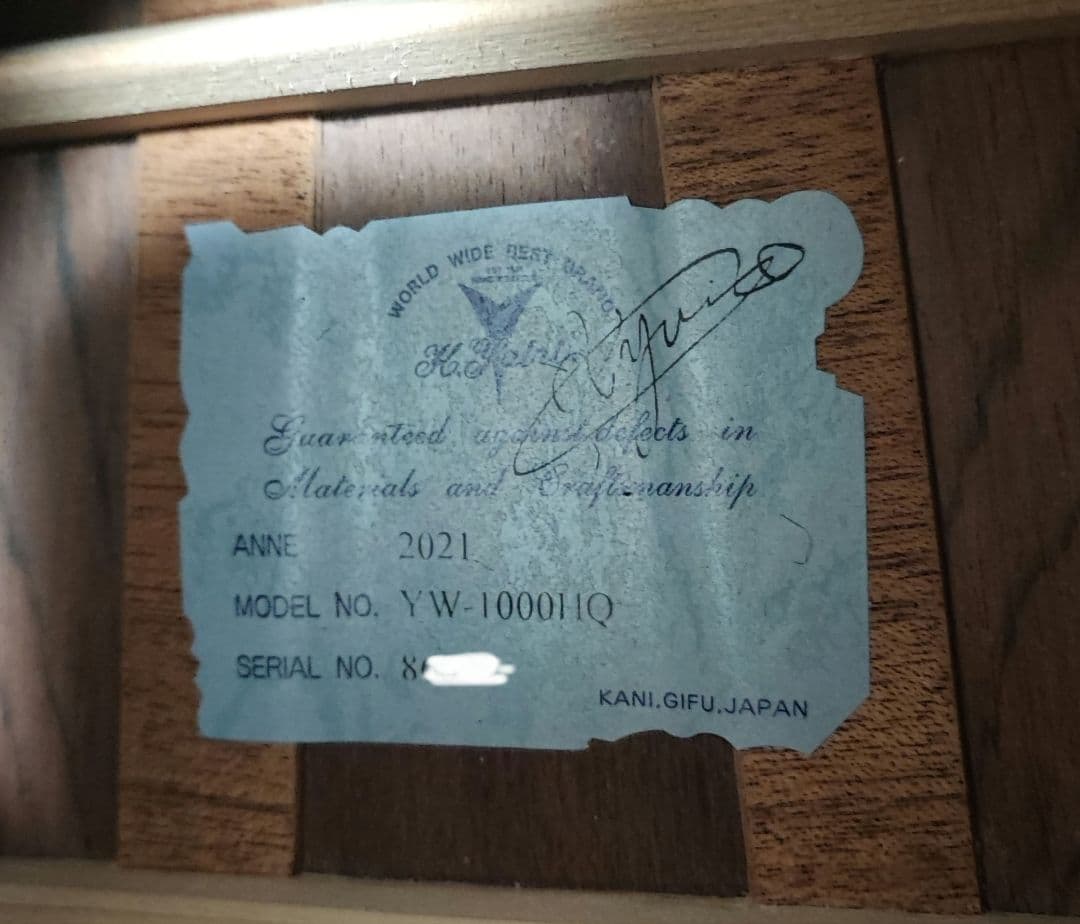 WORLD WIDE BEST BRAND
H. Yairi
Guaranteed against defects in
Materials and Craftsmanship
ANNE 2021
MODEL NO. YW-1000HQ
SERIAL NO. 8
KANI.GIFU.JAPAN